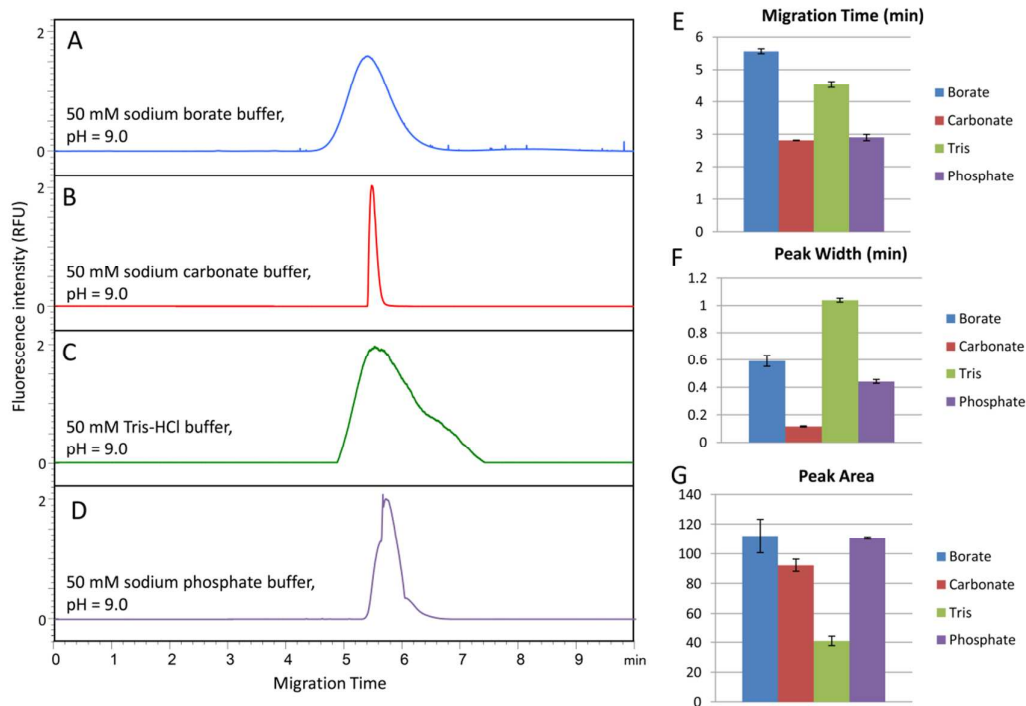 A
50 mM sodium borate buffer,
pH = 9.0
2
0
B
50 mM sodium carbonate buffer,
pH = 9.0
2
0
C
50 mM Tris-HCl buffer,
pH = 9.0
2
0
D
50 mM sodium phosphate buffer,
pH = 9.0
2
0
Fluorescence intensity (RFU)
0 1 2 3 4 5 6 7 8 9 min
Migration Time
E
Migration Time (min)
6
5
4
3
2
1
0
Borate
Carbonate
Tris
Phosphate
F
Peak Width (min)
1.2
1
0.8
0.6
0.4
0.2
0
Borate
Carbonate
Tris
Phosphate
G
Peak Area
140
120
100
80
60
40
20
0
Borate
Carbonate
Tris
Phosphate